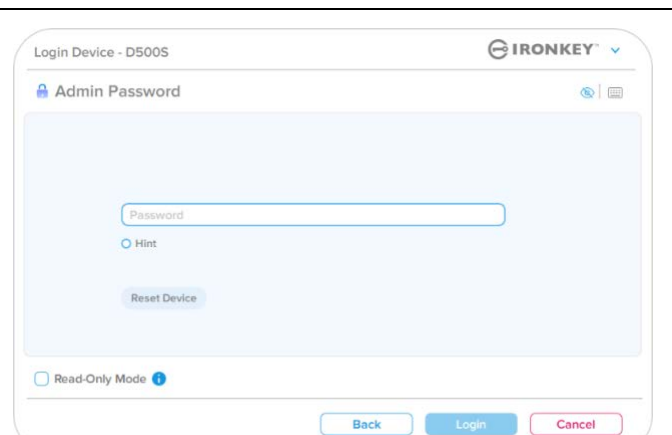 Login Device - D500S
IRONKEY
Admin Password
Password
Hint
Reset Device
Read-Only Mode
Back Login Cancel